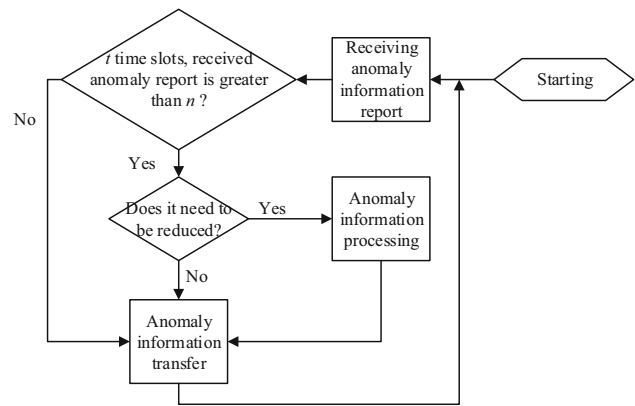 t time slots, received
anomaly report is greater
than n ?
Receiving
anomaly
information
report
Starting
No
Yes
Does it need to
be reduced?
Yes
Anomaly
information
processing
No
Anomaly
information
transfer